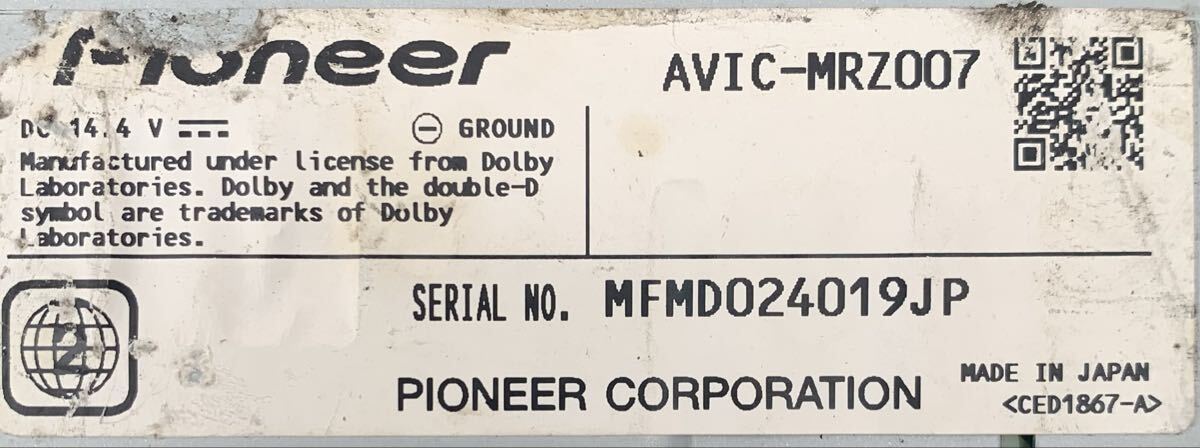 Pioneer
AVIC-MRZ007
DC 14.4 V
GROUND
Manufactured under license from Dolby
Laboratories. Dolby and the double-D
symbol are trademarks of Dolby
Laboratories.
SERIAL NO. MFMD024019JP
2
PIONEER CORPORATION
MADE IN JAPAN
<CED1867-A>